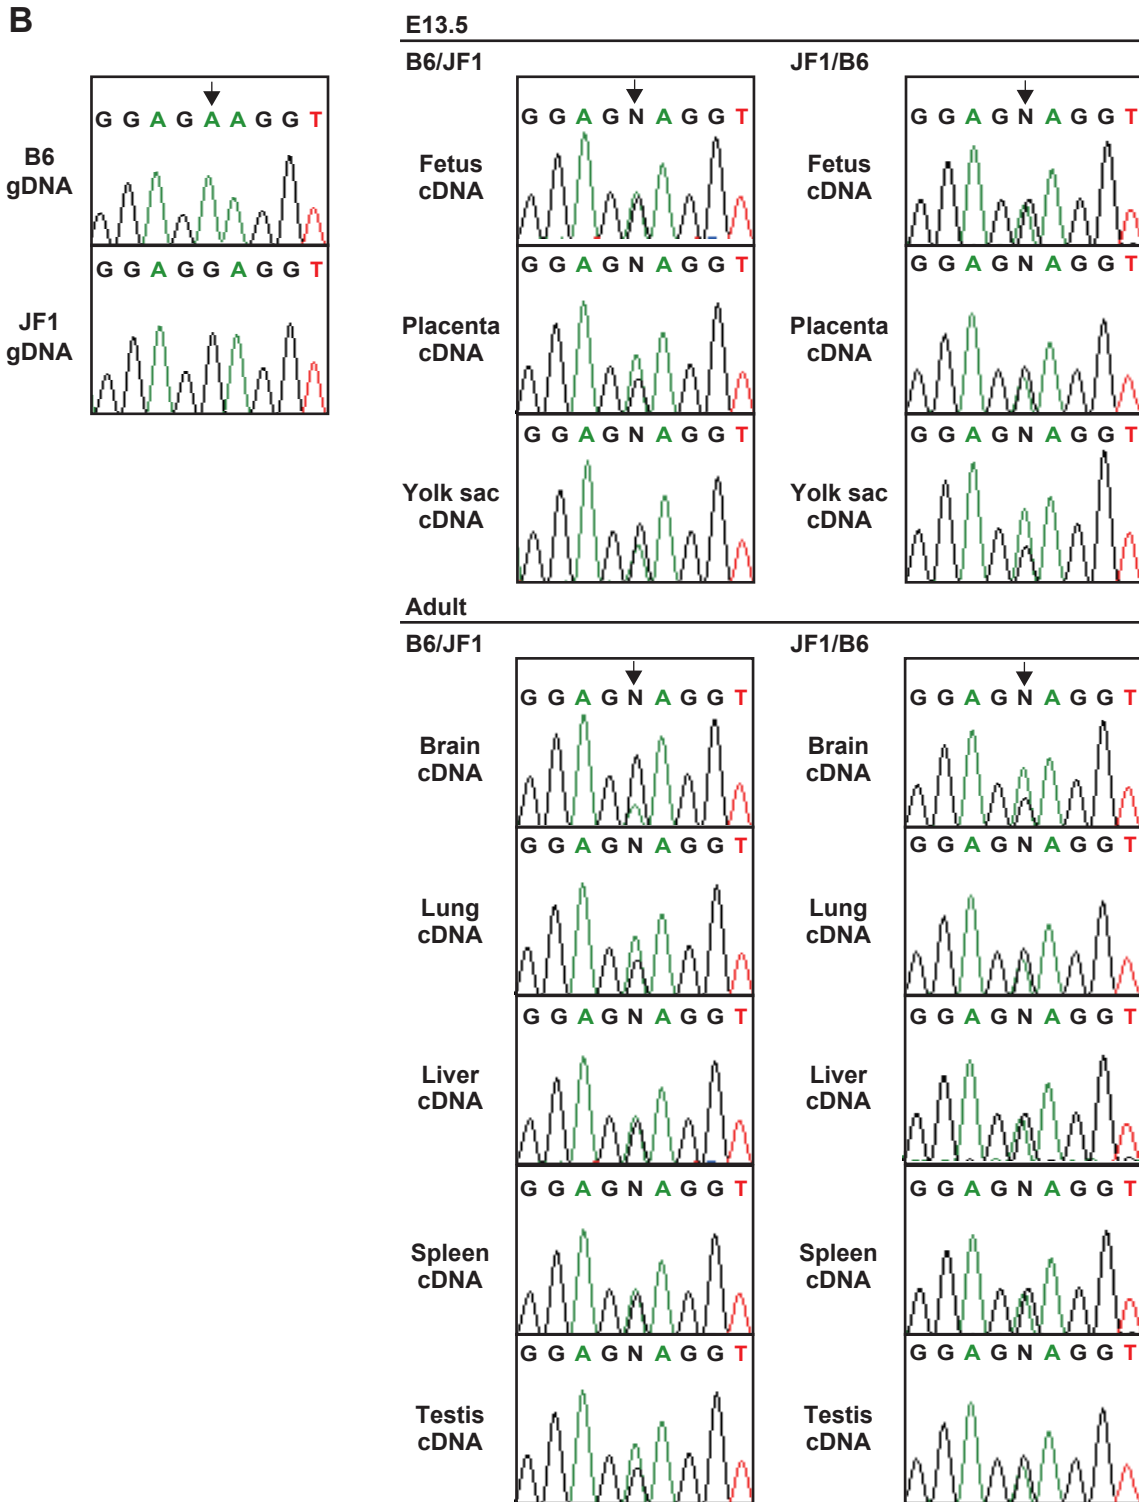 B
G G A G A A G G T
B6
gDNA
G G A G G A G G T
JF1
gDNA
E13.5
B6/JF1
G G A G N A G G T
Fetus
cDNA
G G A G N A G G T
Placenta
cDNA
G G A G N A G G T
Yolk sac
cDNA
JF1/B6
G G A G N A G G T
Fetus
cDNA
G G A G N A G G T
Placenta
cDNA
G G A G N A G G T
Yolk sac
cDNA
Adult
B6/JF1
G G A G N A G G T
Brain
cDNA
G G A G N A G G T
Lung
cDNA
G G A G N A G G T
Liver
cDNA
G G A G N A G G T
Spleen
cDNA
G G A G N A G G T
Testis
cDNA
JF1/B6
G G A G N A G G T
Brain
cDNA
G G A G N A G G T
Lung
cDNA
G G A G N A G G T
Liver
cDNA
G G A G N A G G T
Spleen
cDNA
G G A G N A G G T
Testis
cDNA